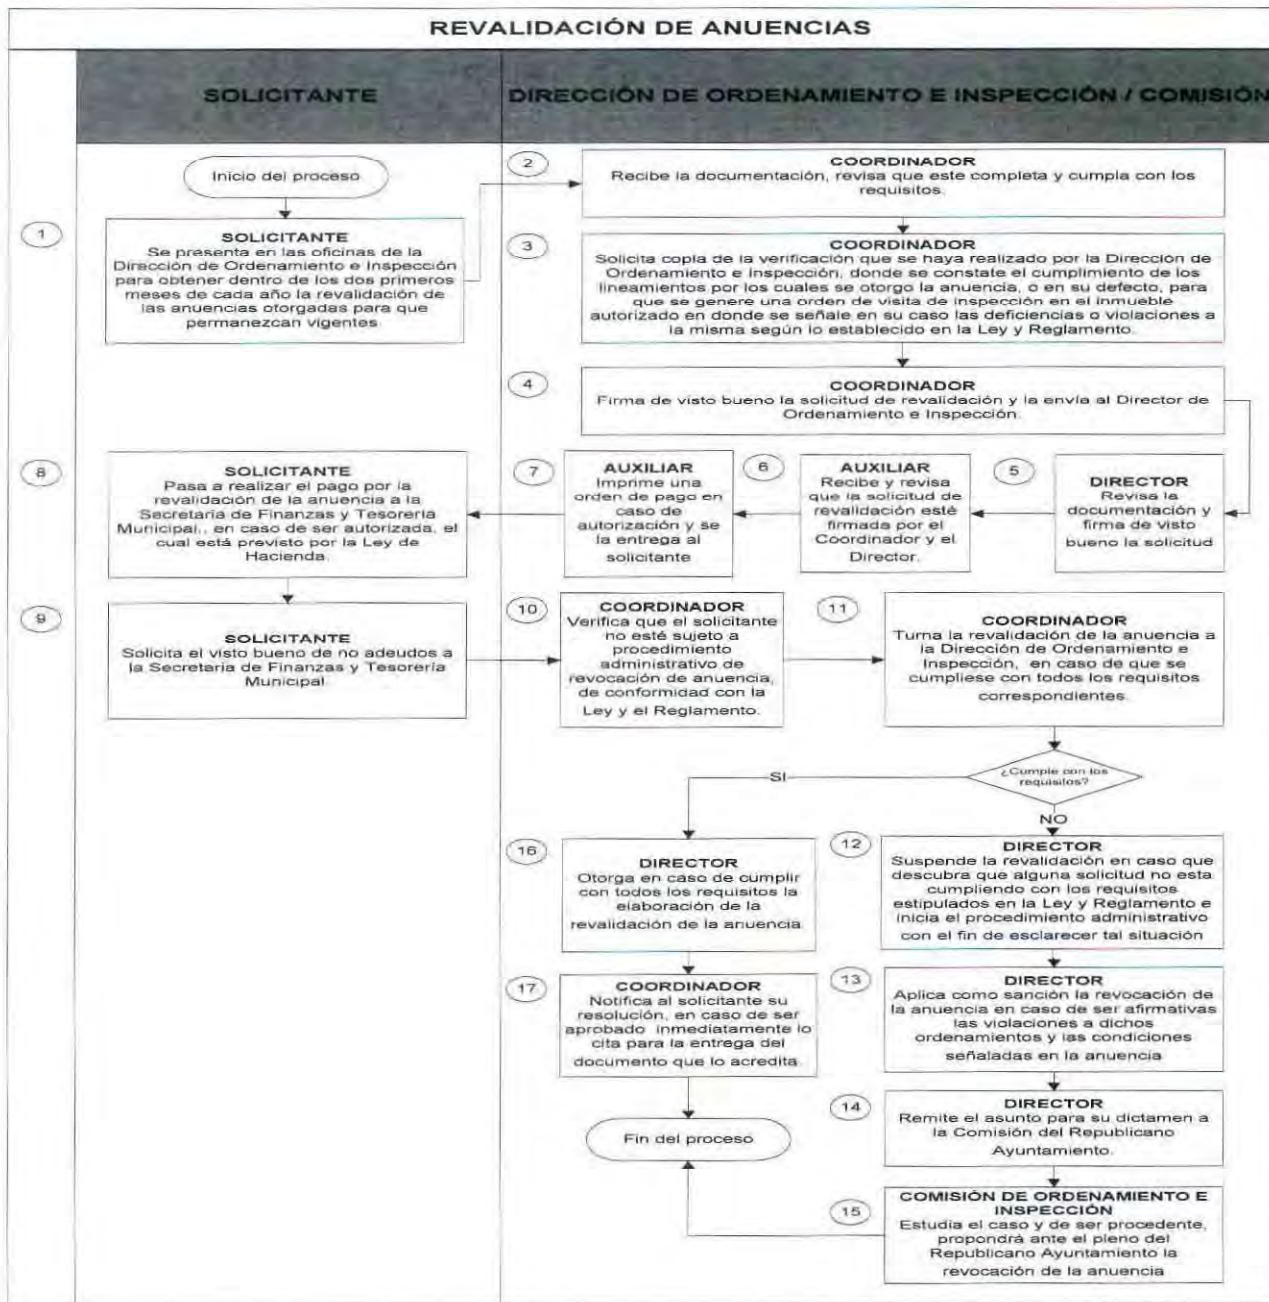 REVALIDACIÓN DE ANUENCIAS
SOLICITANTE
DIRECCIÓN DE ORDENAMIENTO E INSPECCIÓN / COMISIÓN
Inicio del proceso
1
SOLICITANTE
Se presenta en las oficinas de la
Dirección de Ordenamiento e Inspección
para obtener dentro de los dos primeros
meses de cada año la revalidación de
las anuencias otorgadas para que
permanezcan vigentes
2
COORDINADOR
Recibe la documentación, revisa que este completa y cumpla con los
requisitos.
3
COORDINADOR
Solicita copia de la verificación que se haya realizado por la Dirección de
Ordenamiento e Inspección, donde se constate el cumplimiento de los
lineamientos por los cuales se otorgo la anuencia, o en su defecto, para
que se genere una orden de visita de inspección en el inmueble
autorizado en donde se señale en su caso las deficiencias o violaciones a
la misma según lo establecido en la Ley y Reglamento.
4
COORDINADOR
Firma de visto bueno la solicitud de revalidación y la envía al Director de
Ordenamiento e Inspección.
5
DIRECTOR
Revisa la
documentación y
firma de visto
bueno la solicitud
6
AUXILIAR
Recibe y revisa
que la solicitud de
revalidación esté
firmada por el
Coordinador y el
Director.
7
AUXILIAR
Imprime una
orden de pago en
caso de
autorización y se
la entrega al
solicitante
8
SOLICITANTE
Pasa a realizar el pago por la
revalidación de la anuencia a la
Secretaria de Finanzas y Tesorería
Municipal., en caso de ser autorizada, el
cual está previsto por la Ley de
Hacienda.
9
SOLICITANTE
Solicita el visto bueno de no adeudos a
la Secretaria de Finanzas y Tesorería
Municipal
10
COORDINADOR
Verifica que el solicitante
no esté sujeto a
procedimiento
administrativo de
revocación de anuencia,
de conformidad con la
Ley y el Reglamento.
11
COORDINADOR
Turna la revalidación de la anuencia a
la Dirección de Ordenamiento e
Inspección, en caso de que se
cumpliese con todos los requisitos
correspondientes.
¿Cumple con los
requisitos?
SI
NO
12
DIRECTOR
Suspende la revalidación en caso que
descubra que alguna solicitud no esta
cumpliendo con los requisitos
estipulados en la Ley y Reglamento e
inicia el procedimiento administrativo
con el fin de esclarecer tal situación
13
DIRECTOR
Aplica como sanción la revocación de
la anuencia en caso de ser afirmativas
las violaciones a dichos
ordenamientos y las condiciones
señaladas en la anuencia
14
DIRECTOR
Remite el asunto para su dictamen a
la Comisión del Republicano
Ayuntamiento.
15
COMISIÓN DE ORDENAMIENTO E
INSPECCIÓN
Estudia el caso y de ser procedente,
propondrá ante el pleno del
Republicano Ayuntamiento la
revocación de la anuencia
16
DIRECTOR
Otorga en caso de cumplir
con todos los requisitos la
elaboración de la
revalidación de la anuencia
17
COORDINADOR
Notifica al solicitante su
resolución, en caso de ser
aprobado inmediatamente lo
cita para la entrega del
documento que lo acredita
Fin del proceso